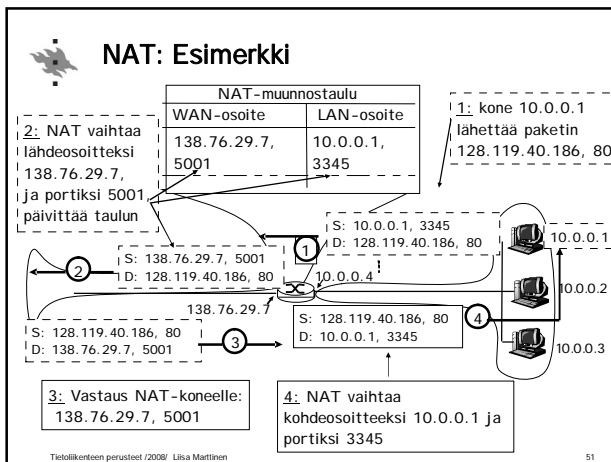 NAT: Esimerkki
NAT-muunnostaulu
WAN-osoite LAN-osoite
138.76.29.7,
5001
10.0.0.1,
3345
1: kone 10.0.0.1
lähettää paketin
128.119.40.186, 80
2: NAT vaihtaa
lähdeosoitteksi
138.76.29.7,
ja portiksi 5001,
päivittää taulun
S: 10.0.0.1, 3345
D: 128.119.40.186, 80
1
10.0.0.1
S: 138.76.29.7, 5001
D: 128.119.40.186, 80
2
10.0.0.4
10.0.0.2
138.76.29.7
S: 128.119.40.186, 80
D: 138.76.29.7, 5001
3
S: 128.119.40.186, 80
D: 10.0.0.1, 3345
4
10.0.0.3
3: Vastaus NAT-koneelle:
138.76.29.7, 5001
4: NAT vaihtaa
kohdeosoitteeksi 10.0.0.1 ja
portiksi 3345
Tietoliikenteen perusteet /2008/ Liisa Marttinen
51